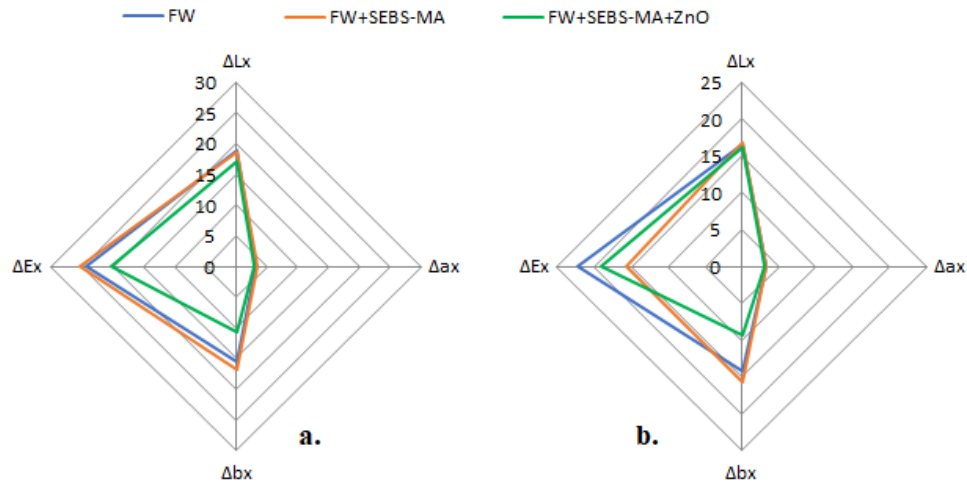 FW FW+SEBS-MA FW+SEBS-MA+ZnO
ΔLx
30
25
20
15
10
5
0
ΔEx
Δax
Δbx
a.
ΔLx
25
20
15
10
5
0
ΔEx
Δax
Δbx
b.